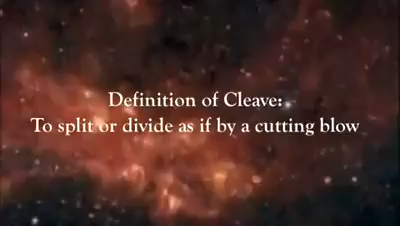 Definition of Cleave:
To split or divide as if by a cutting blow